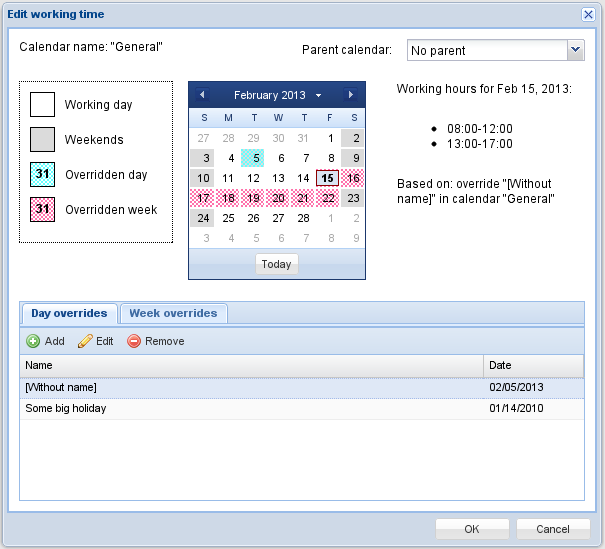 Edit working time
Calendar name: "General"
Parent calendar: No parent
Working day
Weekends
31 Overridden day
31 Overridden week
February 2013
S M T W T F S
27 28 29 30 31 1 2
3 4 5 6 7 8 9
10 11 12 13 14 15 16
17 18 19 20 21 22 23
24 25 26 27 28 1 2
3 4 5 6 7 8 9
Today
Working hours for Feb 15, 2013:
08:00-12:00
13:00-17:00
Based on: override "[Without
name]" in calendar "General"
Day overrides Week overrides
Add Edit Remove
Name Date
[Without name] 02/05/2013
Some big holiday 01/14/2010
OK Cancel